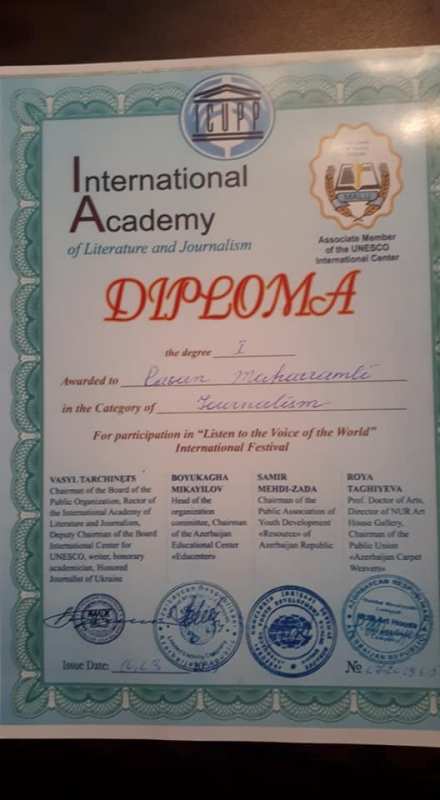 ICUPP
International
Academy
of Literature and Journalism
Associate Member
of the UNESCO
International Center
DIPLOMA
the degree I
Awarded to Maharramli
in the Category of Journalism
For participation in “Listen to the Voice of the World”
International Festival
VASYL TARCHINETS
Chairman of the Board of the
Public Organization, Rector of
the International Academy of
Literature and Journalism,
Deputy Chairman of the Board
International Center for
UNESCO, writer, honorary
academician, Honored
Journalist of Ukraine
BOYUKAGHA
MIKAYILOV
Head of the
organization
committee, Chairman
of the Azerbaijan
Educational Center
«Educenter»
SAMIR
MEHDI-ZADA
Chairman of the
Public Association of
Youth Development
«Resource» of
Azerbaijan Republic
ROYA
TAGHIYEVA
Prof. Doctor of Arts,
Director of NUR Art
House Gallery,
Chairman of the
Public Union
«Azerbaijan Carpet
Weavers»
Issue Date:
№